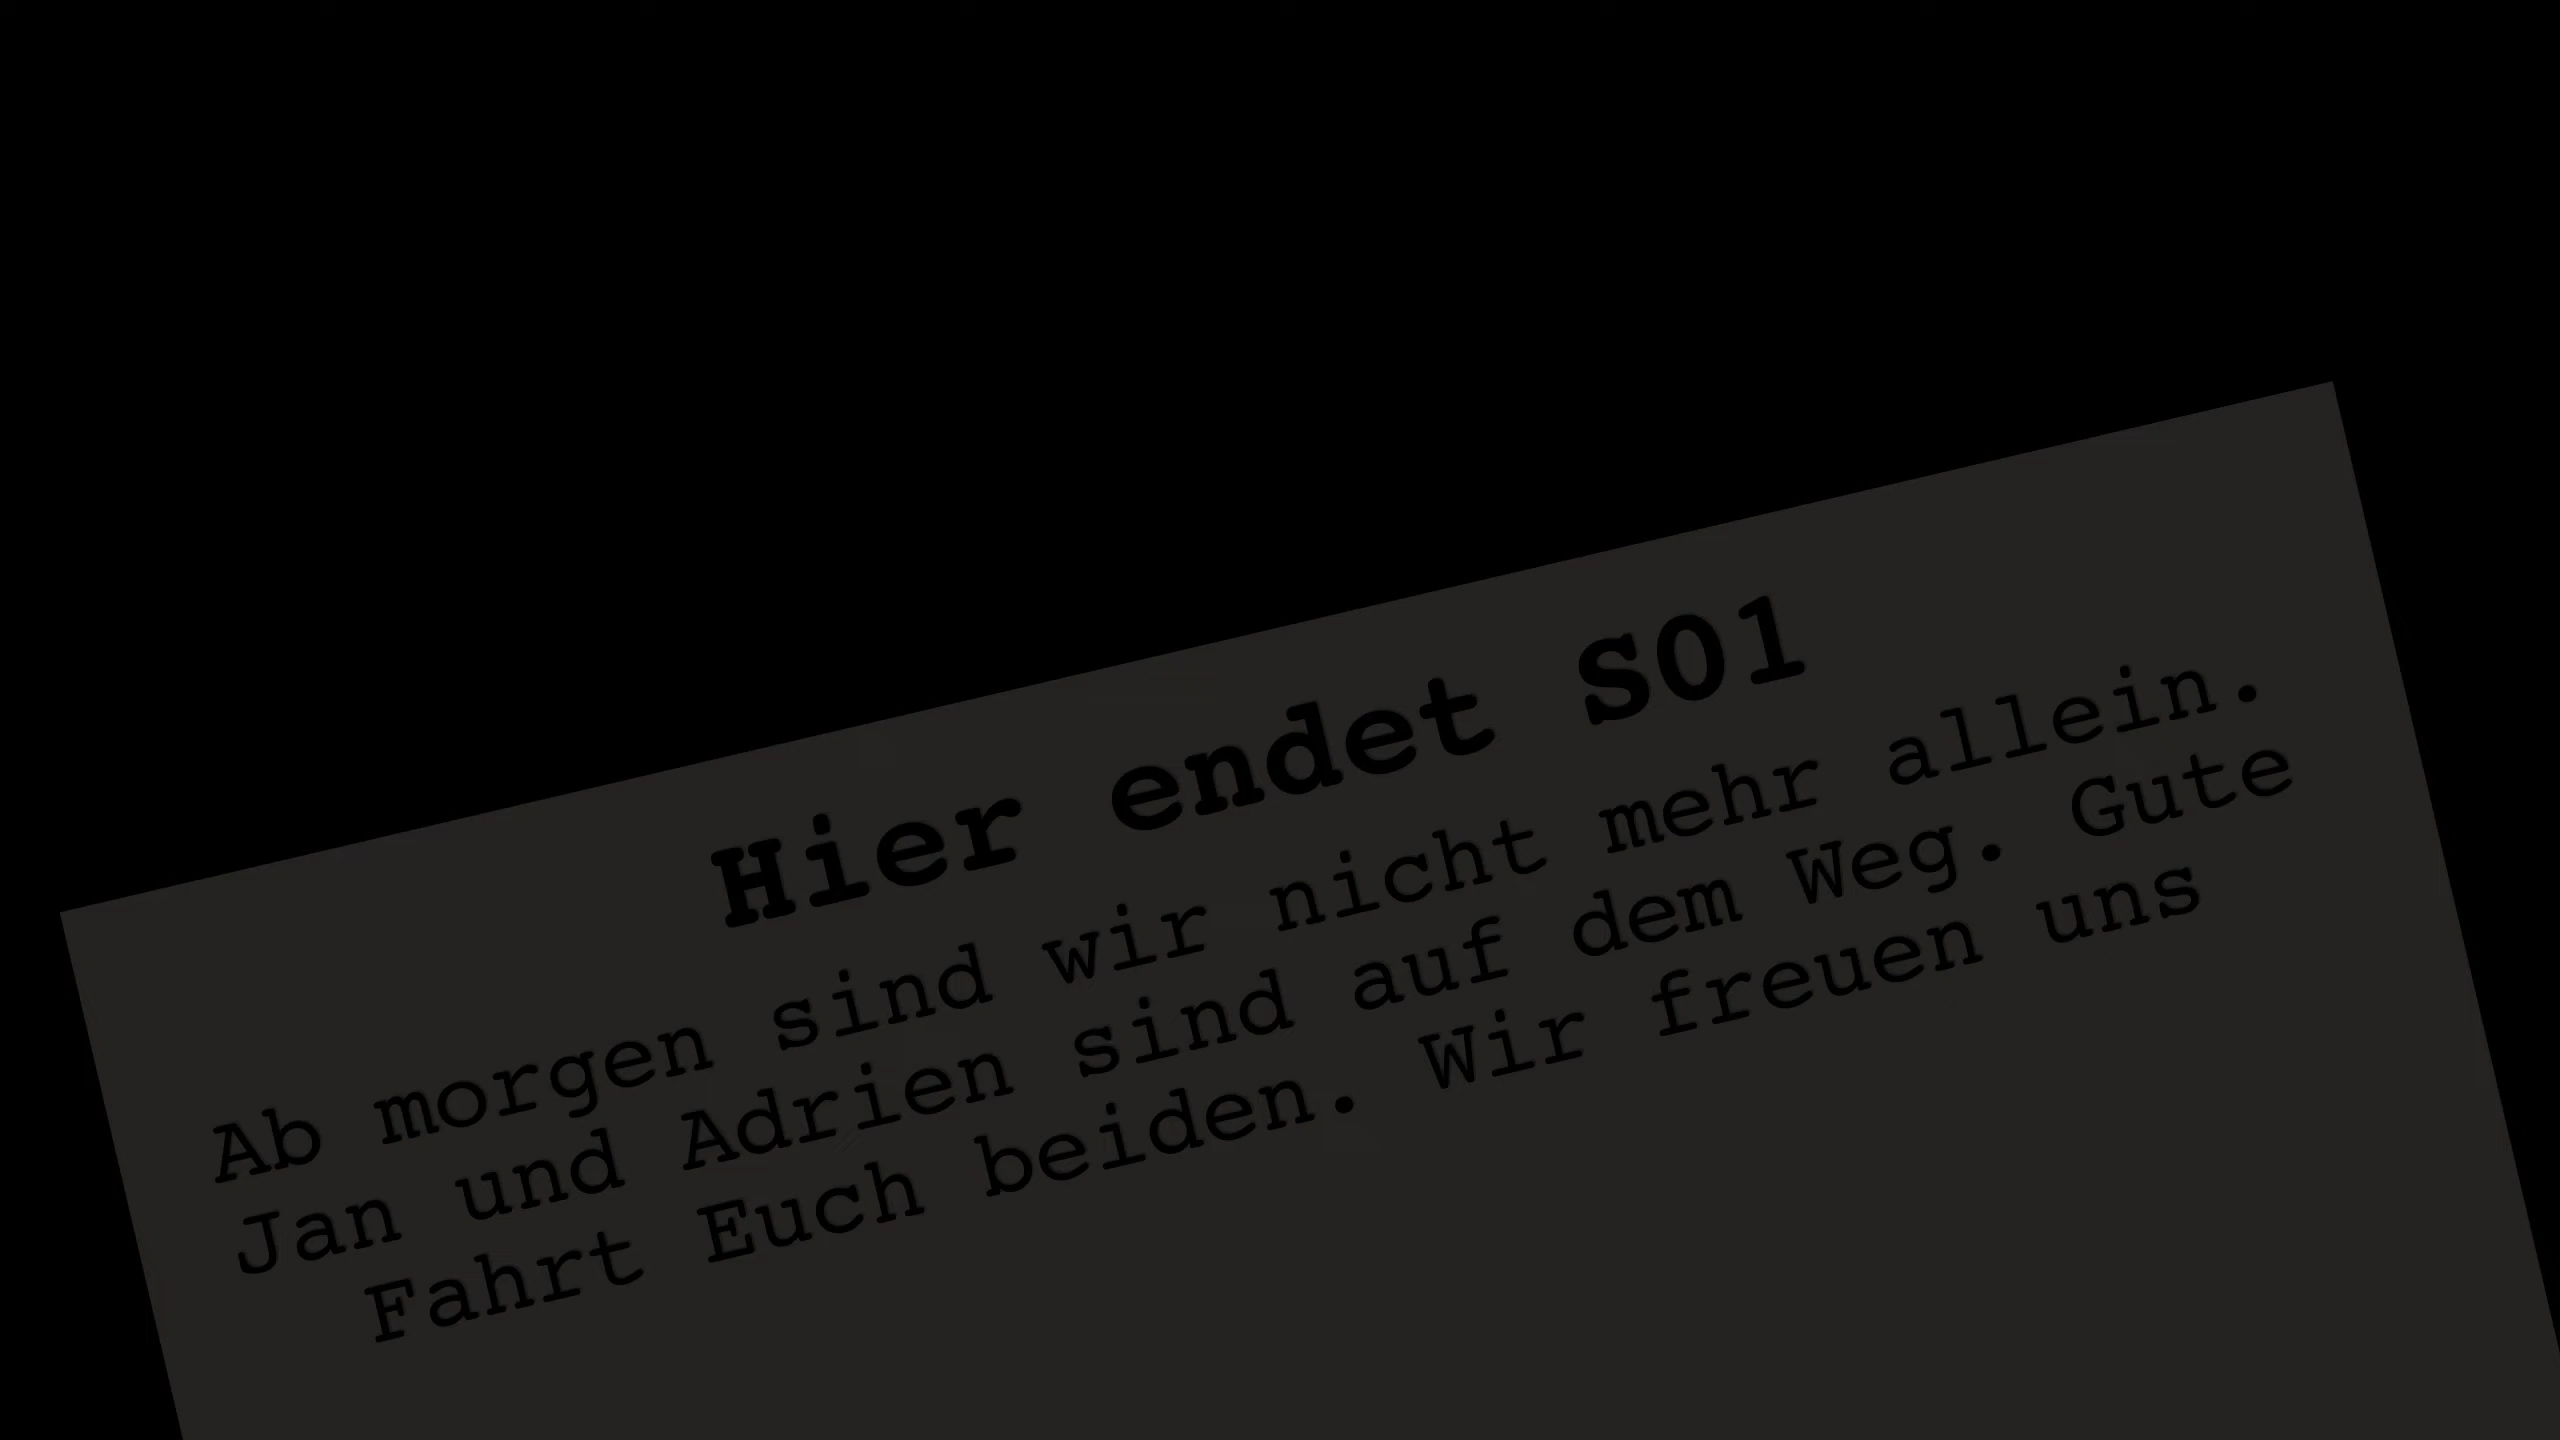 Hier endet S01
Ab morgen sind wir nicht mehr allein.
Jan und Adrien sind auf dem Weg. Gute
Fahrt Euch beiden. Wir freuen uns